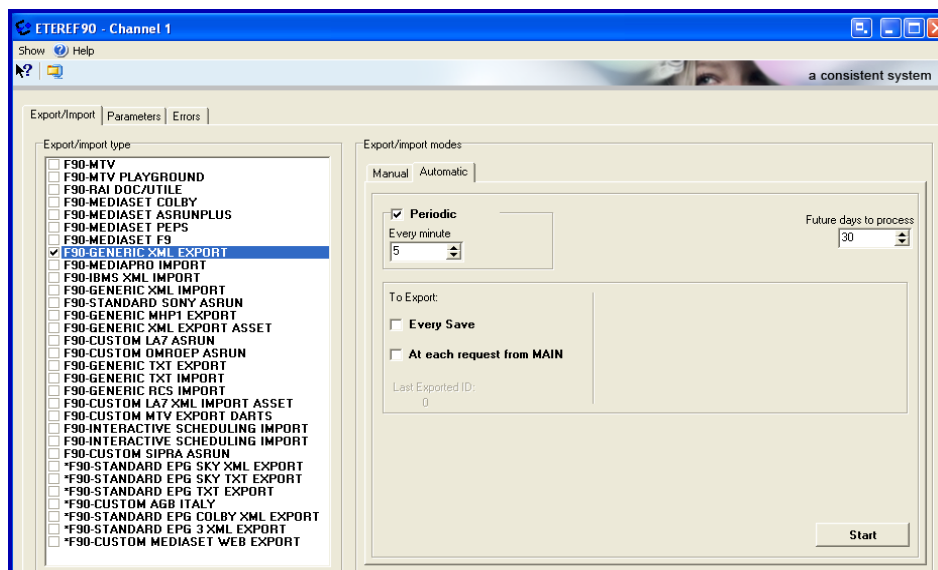 ETEREF90 - Channel 1
Show Help
a consistent system
Export/Import Parameters Errors
Export/import type
F90-MTV
F90-MTV PLAYGROUND
F90-RAI DOC/UTILE
F90-MEDIASET COLBY
F90-MEDIASET ASRUNPLUS
F90-MEDIASET PEPS
F90-MEDIASET F9
F90-GENERIC XML EXPORT
F90-MEDIAPRO IMPORT
F90-IBMS XML IMPORT
F90-GENERIC XML IMPORT
F90-STANDARD SONY ASRUN
F90-GENERIC MHP1 EXPORT
F90-GENERIC XML EXPORT ASSET
F90-CUSTOM LA7 ASRUN
F90-CUSTOM OMROEP ASRUN
F90-GENERIC TXT EXPORT
F90-GENERIC TXT IMPORT
F90-GENERIC RCS IMPORT
F90-CUSTOM LA7 XML IMPORT ASSET
F90-CUSTOM MTV EXPORT DARTS
F90-INTERACTIVE SCHEDULING IMPORT
F90-INTERACTIVE SCHEDULING IMPORT
F90-CUSTOM SIPRA ASRUN
*F90-STANDARD EPG SKY XML EXPORT
*F90-STANDARD EPG SKY TXT EXPORT
*F90-STANDARD EPG TXT EXPORT
*F90-CUSTOM AGB ITALY
*F90-STANDARD EPG COLBY XML EXPORT
*F90-STANDARD EPG 3 XML EXPORT
*F90-CUSTOM MEDIASET WEB EXPORT
Export/import modes
Manual Automatic
Periodic
Every minute
5
Future days to process
30
To Export:
Every Save
At each request from MAIN
Last Exported ID:
0
Start